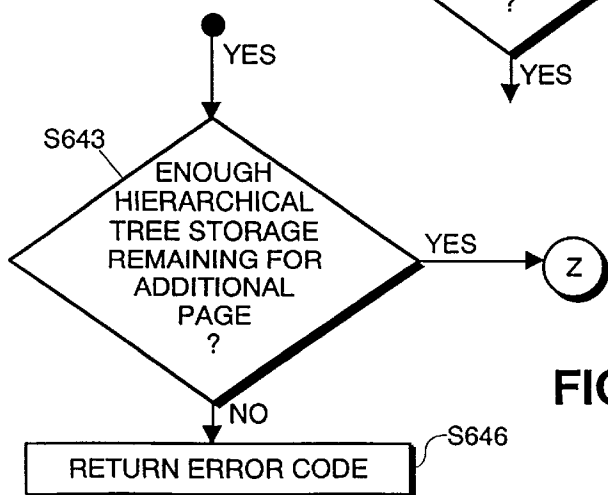 ?
YES
YES
S643
ENOUGH
HIERARCHICAL
TREE STORAGE
REMAINING FOR
ADDITIONAL
PAGE
?
YES
Z
FIG
NO
S646
RETURN ERROR CODE